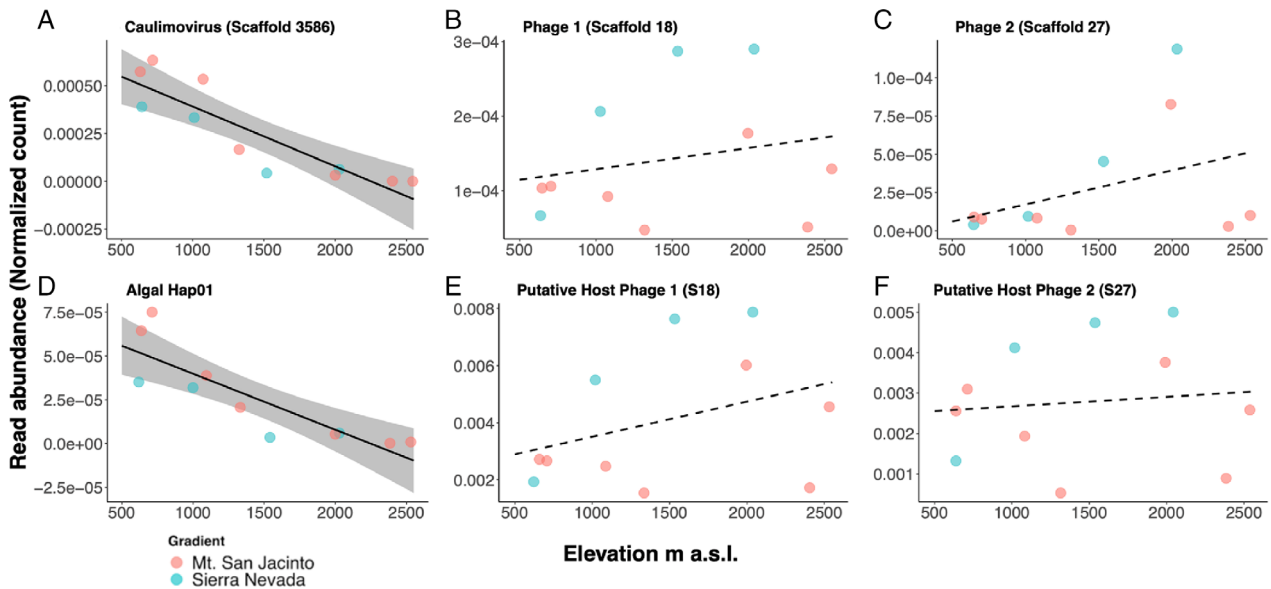 A
Caulimovirus (Scaffold 3586)
B
Phage 1 (Scaffold 18)
C
Phage 2 (Scaffold 27)
Read abundance (Normalized count)
0.00050
0.00025
0.00000
−0.00025
500 1000 1500 2000 2500
3e−04
2e−04
1e−04
500 1000 1500 2000 2500
1.0e−04
7.5e−05
5.0e−05
2.5e−05
0.0e+00
500 1000 1500 2000 2500
D
Algal Hap01
E
Putative Host Phage 1 (S18)
F
Putative Host Phage 2 (S27)
7.5e−05
5.0e−05
2.5e−05
0.0e+00
−2.5e−05
500 1000 1500 2000 2500
0.008
0.006
0.004
0.002
500 1000 1500 2000 2500
0.005
0.004
0.003
0.002
0.001
500 1000 1500 2000 2500
Elevation m a.s.l.
Gradient
Mt. San Jacinto
Sierra Nevada